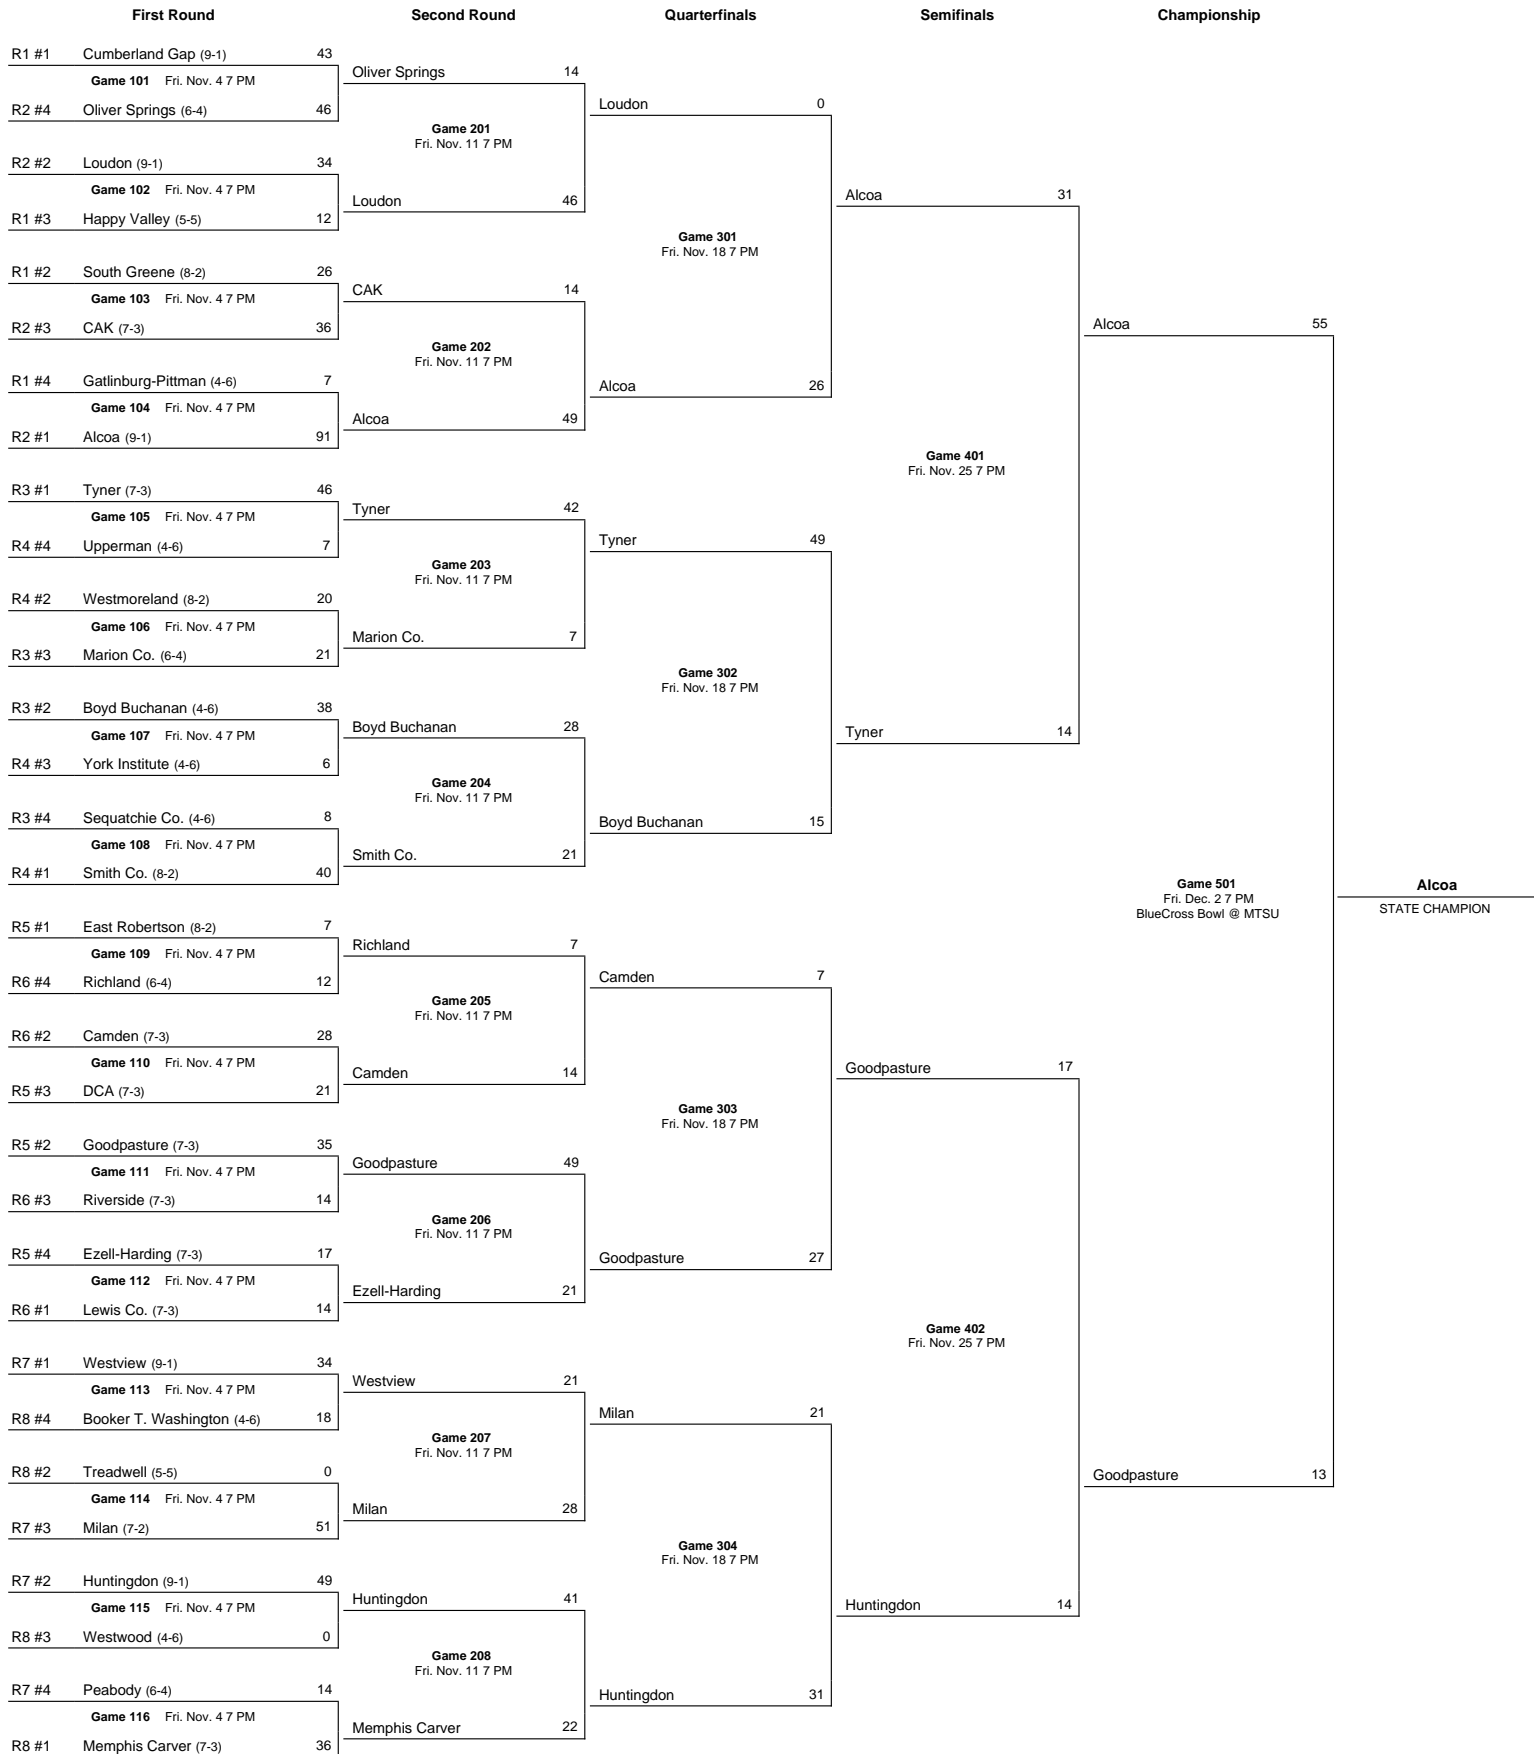 First Round Second Round Quarterfinals Semifinals Championship
R1 #1 Cumberland Gap (9-1) 43
Game 101 Fri. Nov. 4 7 PM
R2 #4 Oliver Springs (6-4) 46
R2 #2 Loudon (9-1) 34
Game 102 Fri. Nov. 4 7 PM
R1 #3 Happy Valley (5-5) 12
R1 #2 South Greene (8-2) 26
Game 103 Fri. Nov. 4 7 PM
R2 #3 CAK (7-3) 36
R1 #4 Gatlinburg-Pittman (4-6) 7
Game 104 Fri. Nov. 4 7 PM
R2 #1 Alcoa (9-1) 91
R3 #1 Tyner (7-3) 46
Game 105 Fri. Nov. 4 7 PM
R4 #4 Upperman (4-6) 7
R4 #2 Westmoreland (8-2) 20
Game 106 Fri. Nov. 4 7 PM
R3 #3 Marion Co. (6-4) 21
R3 #2 Boyd Buchanan (4-6) 38
Game 107 Fri. Nov. 4 7 PM
R4 #3 York Institute (4-6) 6
R3 #4 Sequatchie Co. (4-6) 8
Game 108 Fri. Nov. 4 7 PM
R4 #1 Smith Co. (8-2) 40
R5 #1 East Robertson (8-2) 7
Game 109 Fri. Nov. 4 7 PM
R6 #4 Richland (6-4) 12
R6 #2 Camden (7-3) 28
Game 110 Fri. Nov. 4 7 PM
R5 #3 DCA (7-3) 21
R5 #2 Goodpasture (7-3) 35
Game 111 Fri. Nov. 4 7 PM
R6 #3 Riverside (7-3) 14
R5 #4 Ezell-Harding (7-3) 17
Game 112 Fri. Nov. 4 7 PM
R6 #1 Lewis Co. (7-3) 14
R7 #1 Westview (9-1) 34
Game 113 Fri. Nov. 4 7 PM
R8 #4 Booker T. Washington (4-6) 18
R8 #2 Treadwell (5-5) 0
Game 114 Fri. Nov. 4 7 PM
R7 #3 Milan (7-2) 51
R7 #2 Huntingdon (9-1) 49
Game 115 Fri. Nov. 4 7 PM
R8 #3 Westwood (4-6) 0
R7 #4 Peabody (6-4) 14
Game 116 Fri. Nov. 4 7 PM
R8 #1 Memphis Carver (7-3) 36
Oliver Springs 14
Game 201
Fri. Nov. 11 7 PM
Loudon 46
CAK 14
Game 202
Fri. Nov. 11 7 PM
Alcoa 49
Tyner 42
Game 203
Fri. Nov. 11 7 PM
Marion Co. 7
Boyd Buchanan 28
Game 204
Fri. Nov. 11 7 PM
Smith Co. 21
Richland 7
Game 205
Fri. Nov. 11 7 PM
Camden 14
Goodpasture 49
Game 206
Fri. Nov. 11 7 PM
Ezell-Harding 21
Westview 21
Game 207
Fri. Nov. 11 7 PM
Milan 28
Huntingdon 41
Game 208
Fri. Nov. 11 7 PM
Memphis Carver 22
Loudon 0
Game 301
Fri. Nov. 18 7 PM
Alcoa 26
Tyner 49
Game 302
Fri. Nov. 18 7 PM
Boyd Buchanan 15
Camden 7
Game 303
Fri. Nov. 18 7 PM
Goodpasture 27
Milan 21
Game 304
Fri. Nov. 18 7 PM
Huntingdon 31
Alcoa 31
Game 401
Fri. Nov. 25 7 PM
Tyner 14
Goodpasture 17
Game 402
Fri. Nov. 25 7 PM
Huntingdon 14
Alcoa 55
Game 501
Fri. Dec. 2 7 PM
BlueCross Bowl @ MTSU
Goodpasture 13
Alcoa
STATE CHAMPION